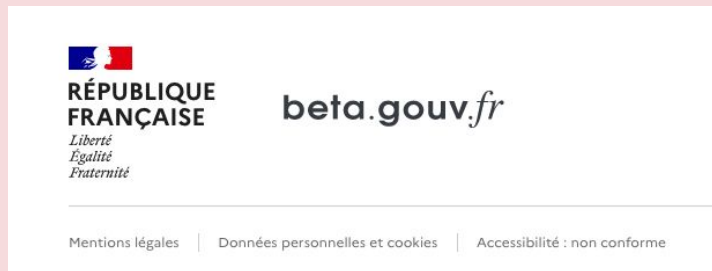 RÉPUBLIQUE
FRANÇAISE
Liberté
Égalité
Fraternité
beta.gouv.fr
Mentions légales
Données personnelles et cookies
Accessibilité : non conforme